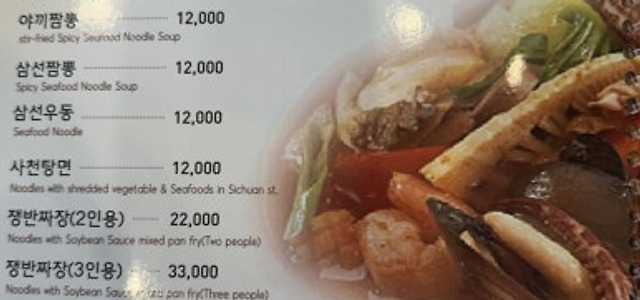 야끼짬뽕 12,000
stir-fried Spicy Seafood Noodle Soup
삼선짬뽕 12,000
Spicy Seafood Noodle Soup
삼선우동 12,000
Seafood Noodle
사천탕면 12,000
Noodles with shredded vegetable & Seafoods in Sichuan st.
쟁반짜장(2인용) 22,000
Noodles with Soybean Sauce mixed pan fry(Two people)
쟁반짜장(3인용) 33,000
Noodles with Soybean Sauce mixed pan fry(Three people)